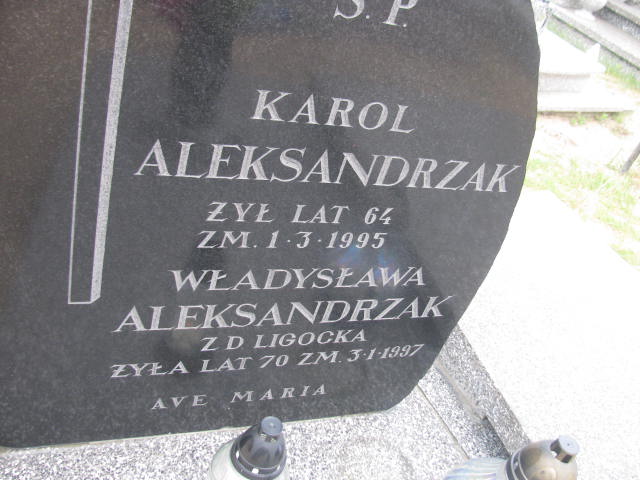 Ś.P.
KAROL
ALEKSANDRZAK
ŻYŁ LAT 64
ZM. 1·3·1995
WŁADYSŁAWA
ALEKSANDRZAK
Z D LIGOCKA
ŻYŁA LAT 70 ZM. 3·1·1997
AVE MARIA